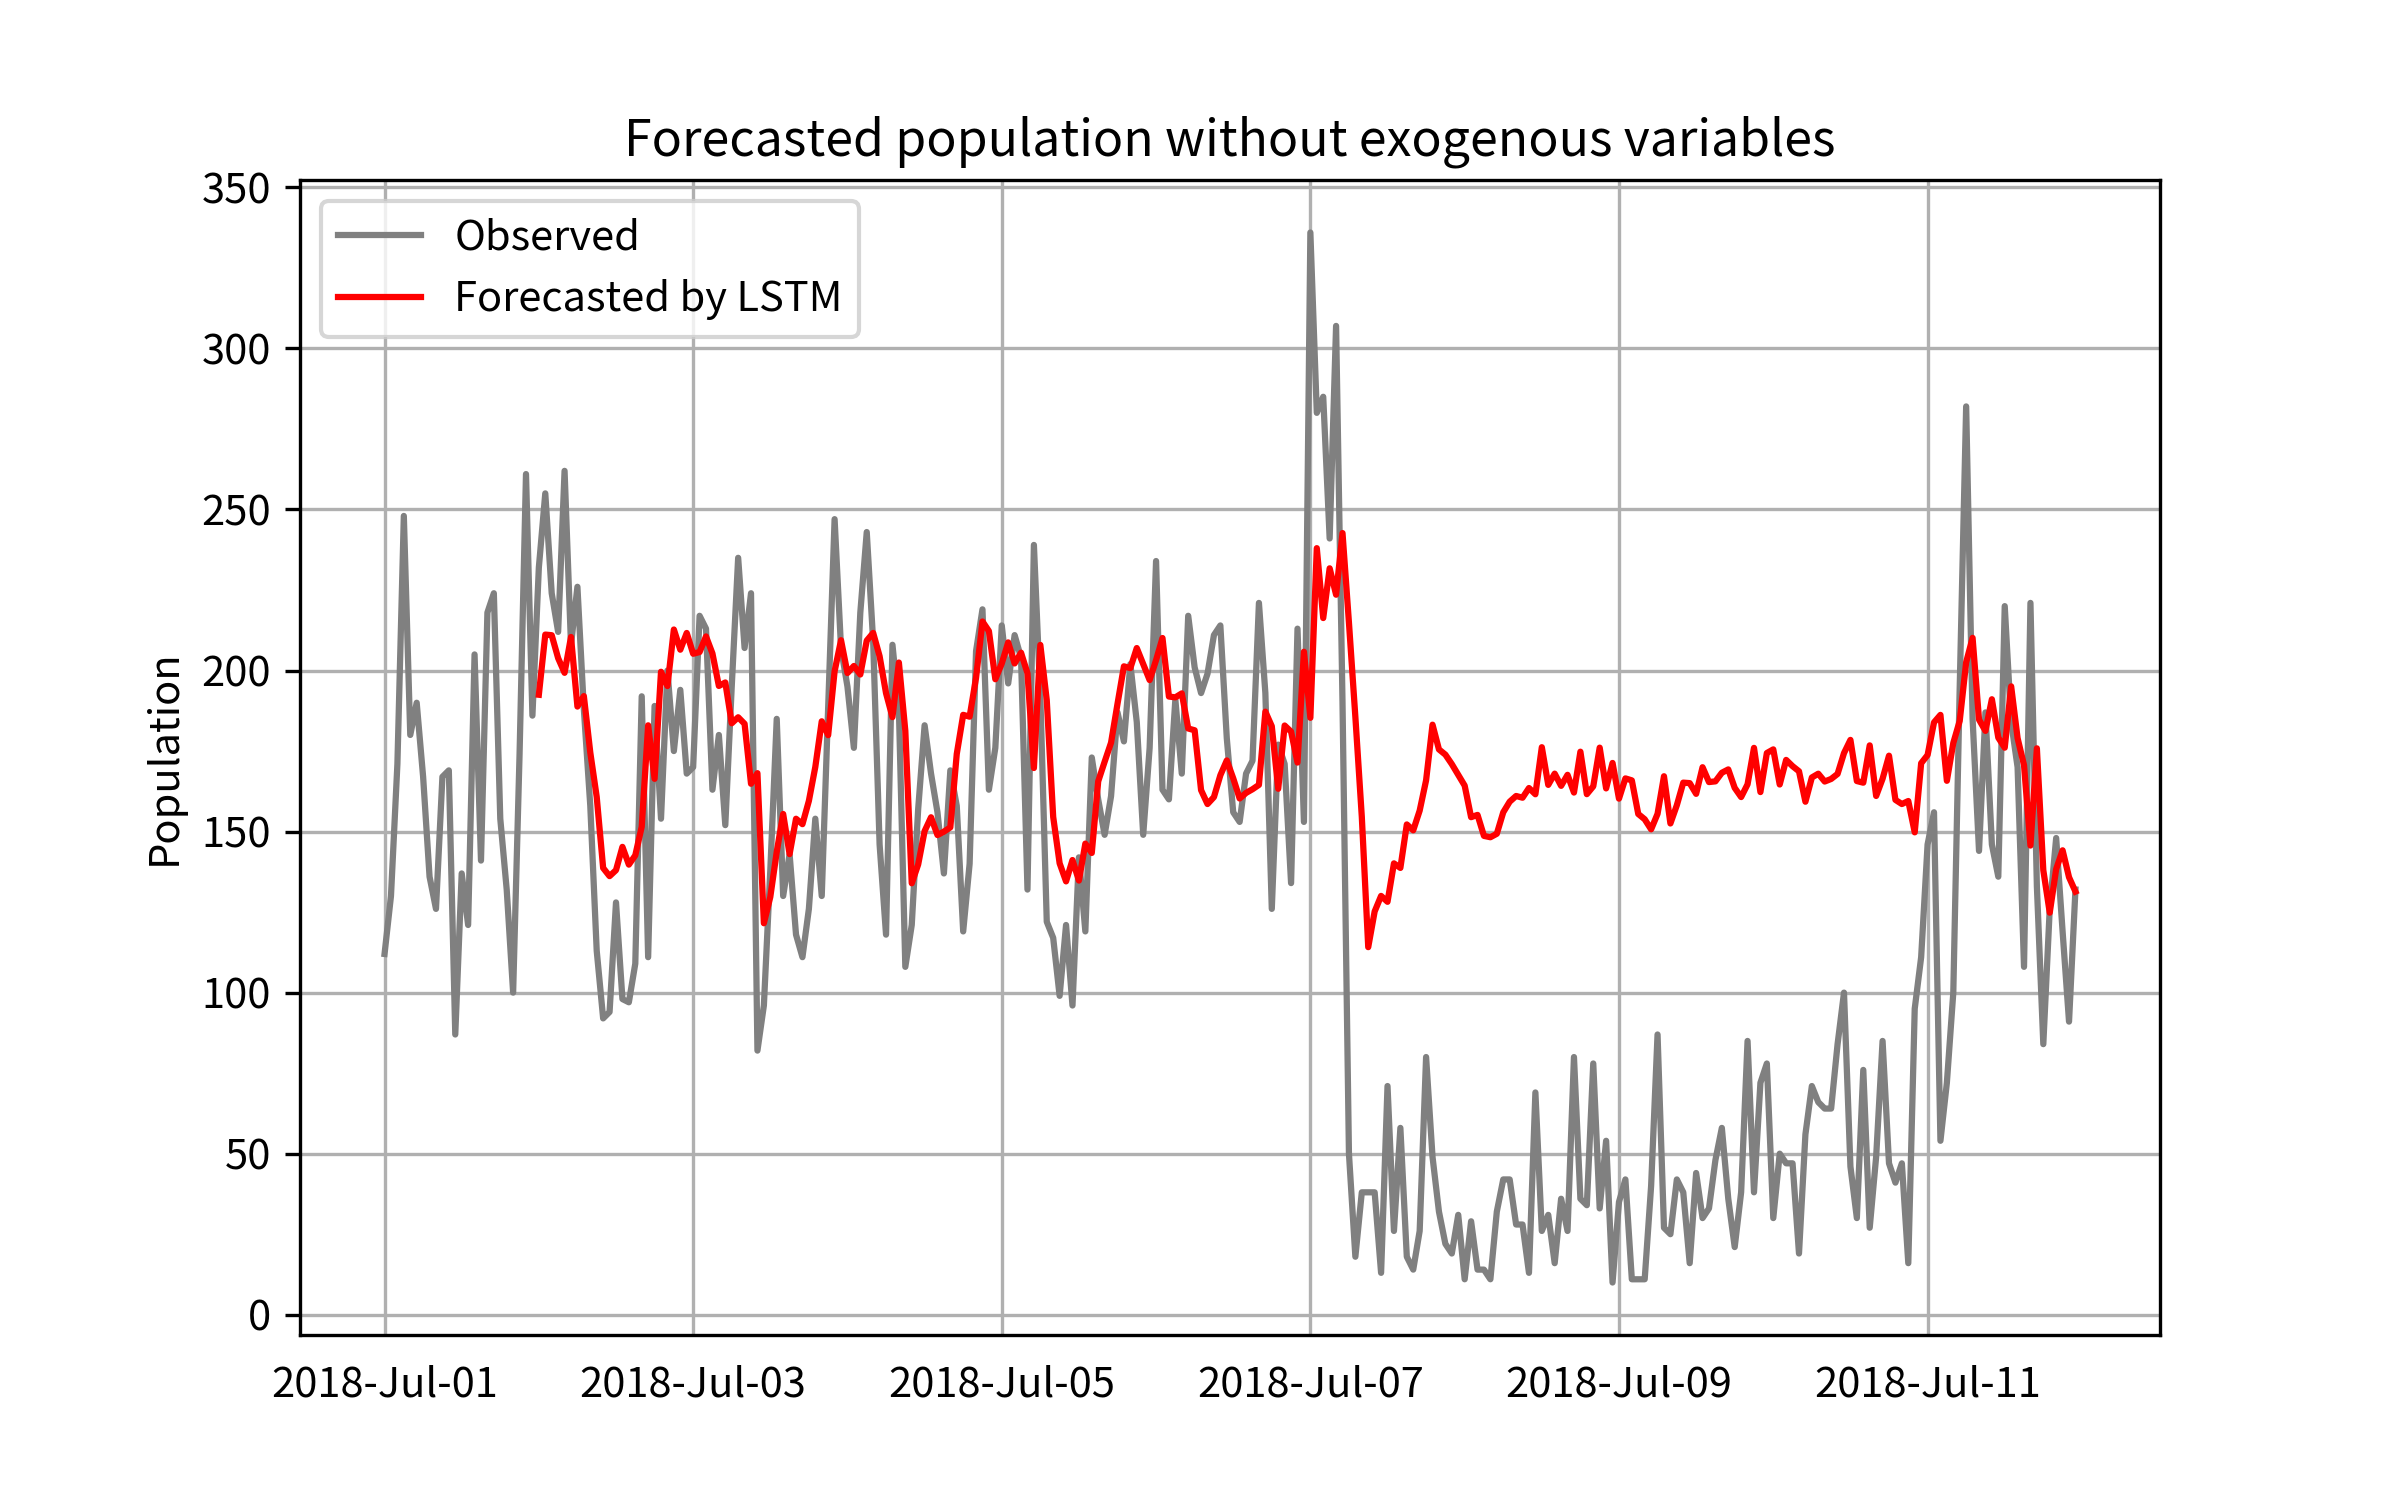 Forecasted population without exogenous variables
Observed
Forecasted by LSTM
Population
350
300
250
200
150
100
50
0
2018-Jul-01 2018-Jul-03 2018-Jul-05 2018-Jul-07 2018-Jul-09 2018-Jul-11